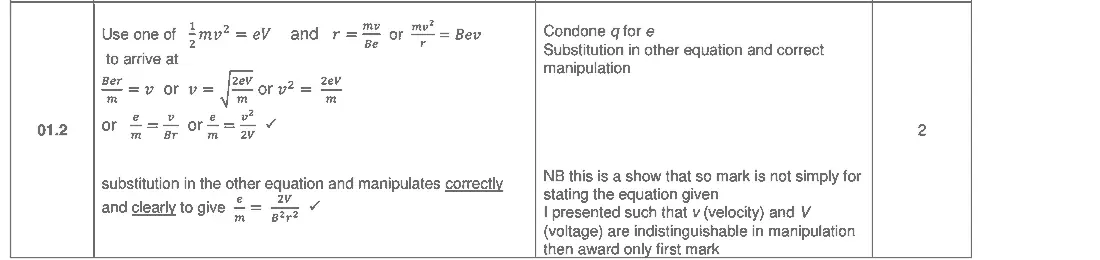 Use one of ½mv² = eV and r = mv/Be or mv²/r = Bev
to arrive at
Ber/m = v or v = √(2eV/m) or v² = 2eV/m
or e/m = v/Br or e/m = v²/2V ✓
substitution in the other equation and manipulates correctly
and clearly to give e/m = 2V/B²r² ✓
Condone q for e
Substitution in other equation and correct
manipulation
NB this is a show that so mark is not simply for
stating the equation given
I presented such that v (velocity) and V
(voltage) are indistinguishable in manipulation
then award only first mark
01.2
2